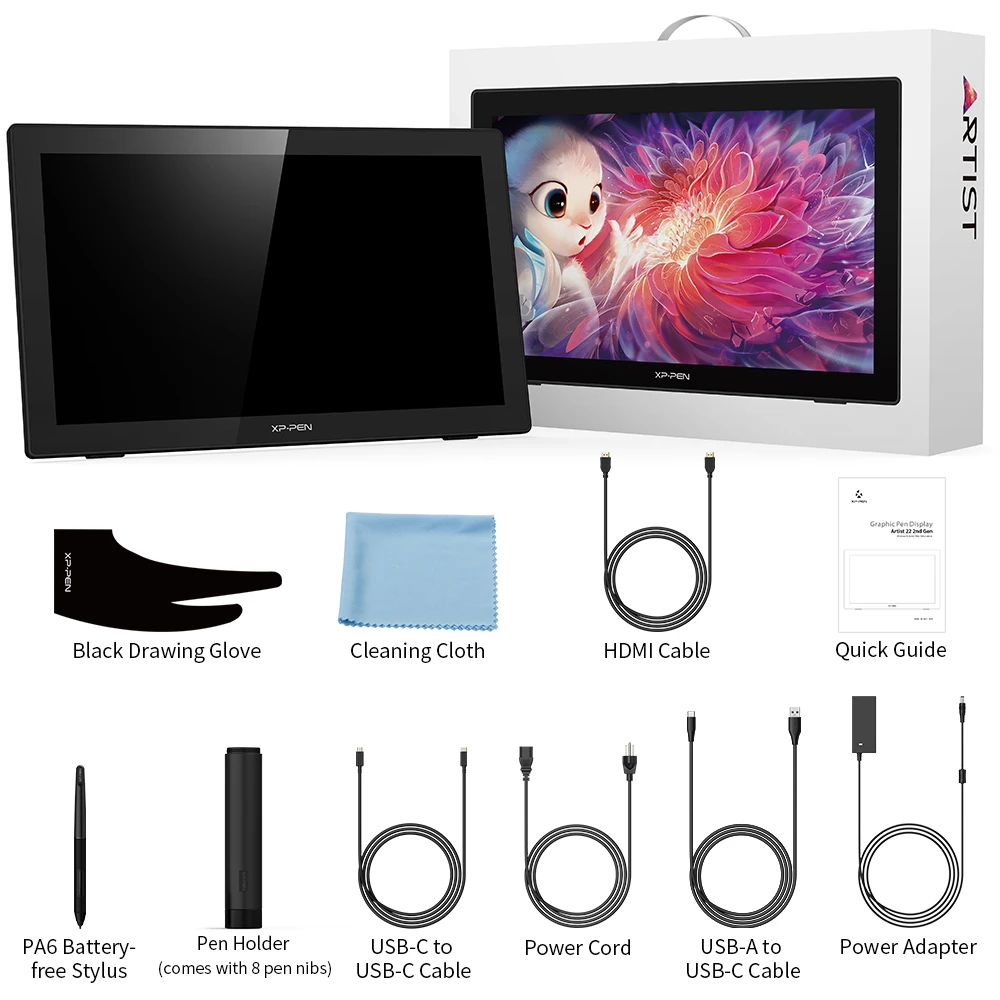 ARTIST
XP-PEN
XP-PEN
XP-PEN
XP-PEN
Graphic Pen Display
Artist 22 2nd Gen
Black Drawing Glove
Cleaning Cloth
HDMI Cable
Quick Guide
PA6 Battery-
free Stylus
Pen Holder
(comes with 8 pen nibs)
USB-C to
USB-C Cable
Power Cord
USB-A to
USB-C Cable
Power Adapter